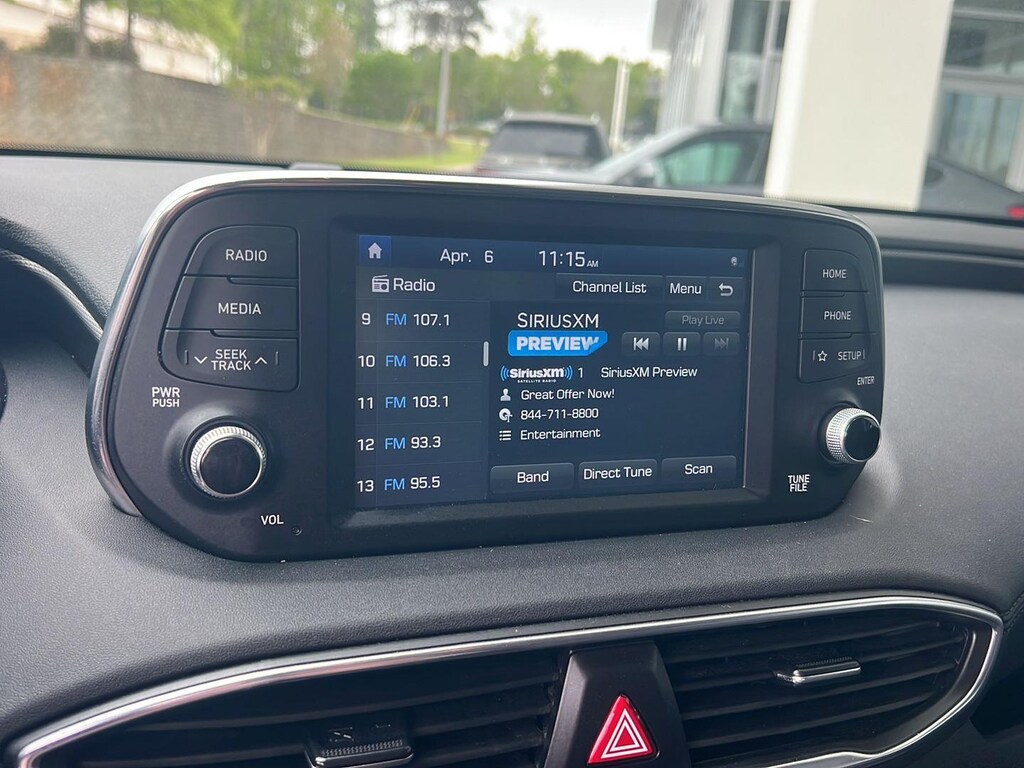 RADIO
MEDIA
SEEK
TRACK
PWR
PUSH
VOL
Apr. 6
11:15 AM
Radio
Channel List
Menu
9 FM 107.1
10 FM 106.3
11 FM 103.1
12 FM 93.3
13 FM 95.5
SIRIUSXM
PREVIEW
Play Live
((SiriusXM)) 1 SiriusXM Preview
SATELLITE RADIO
Great Offer Now!
844-711-8800
Entertainment
Band
Direct Tune
Scan
HOME
PHONE
SETUP
ENTER
TUNE
FILE